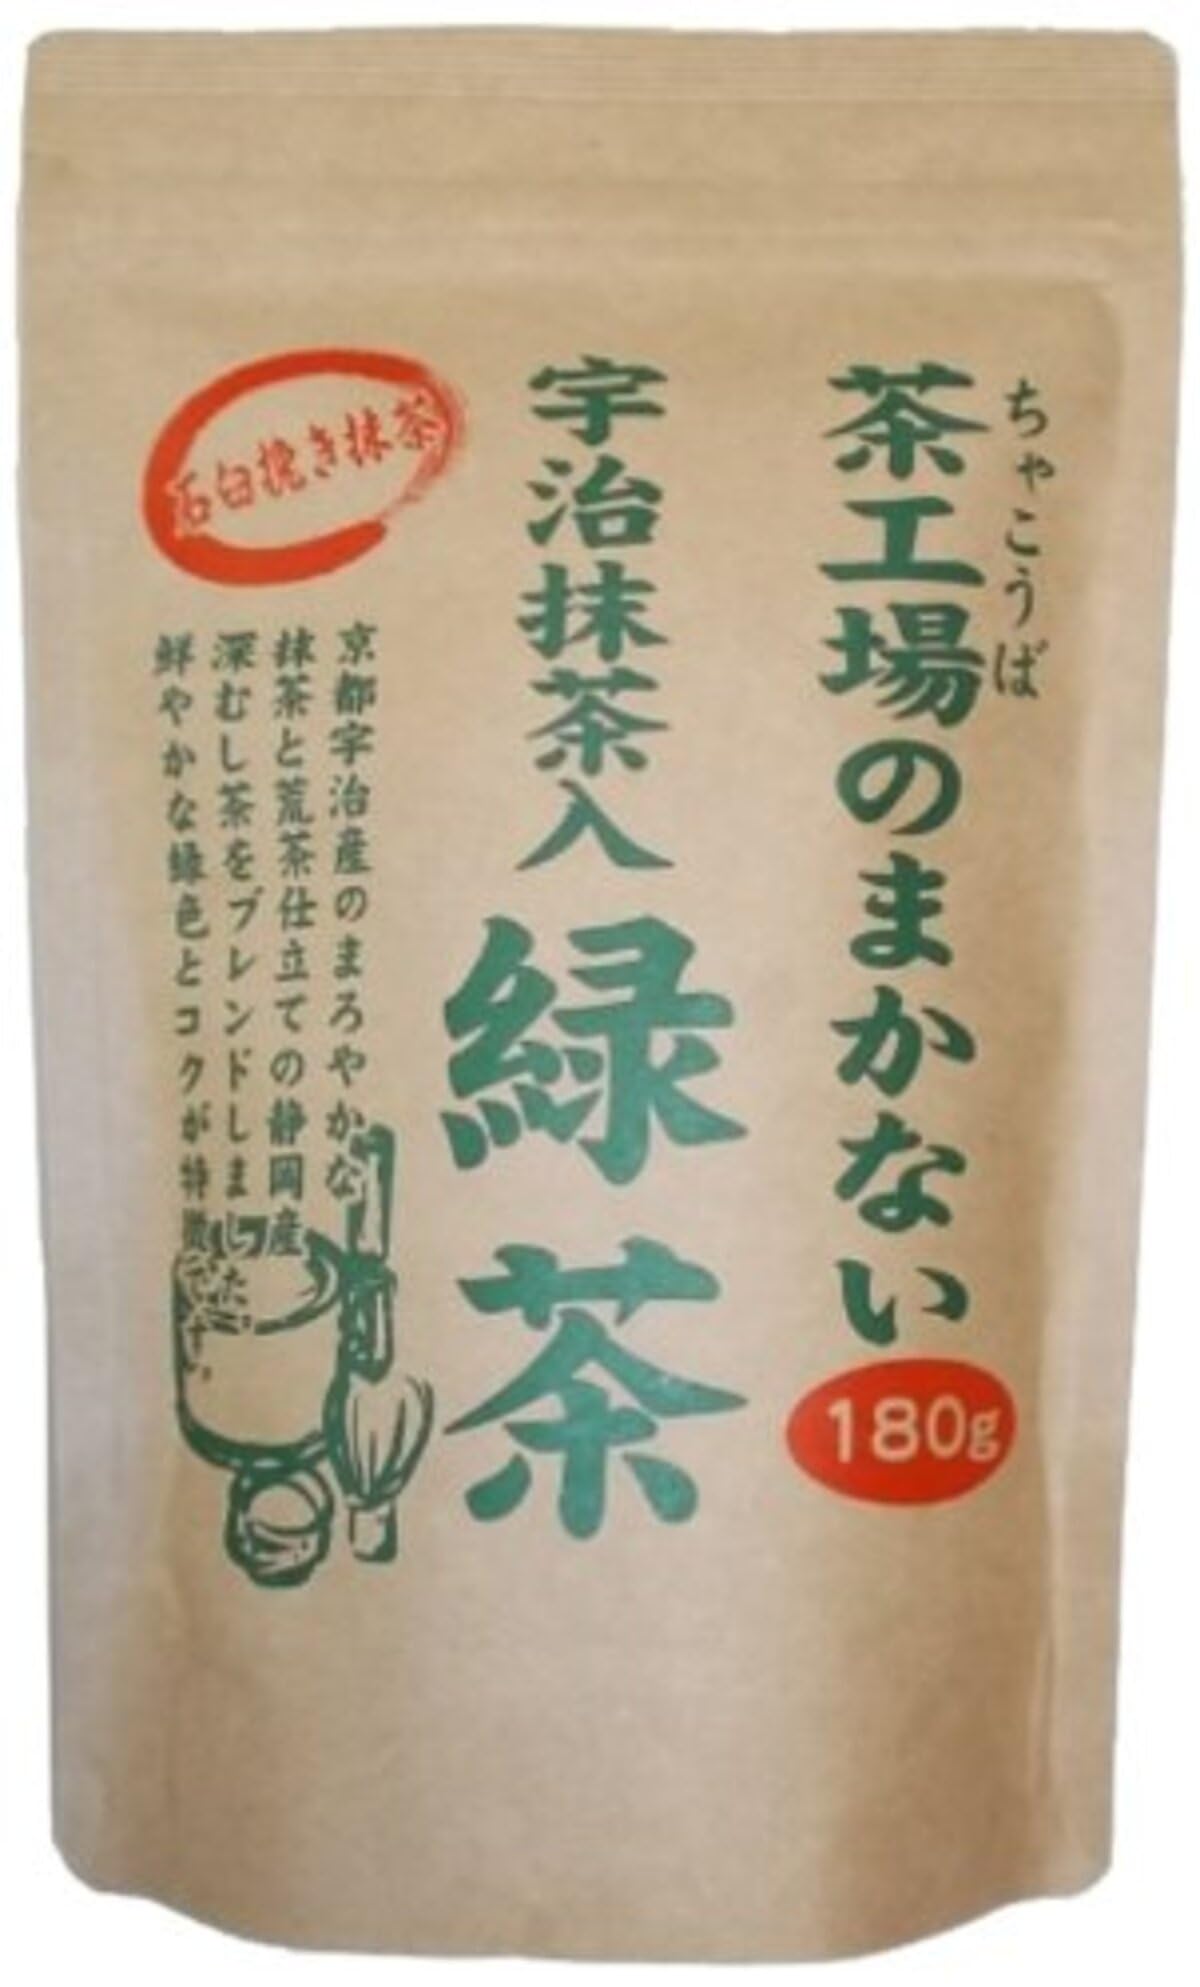 ちゃこうば
茶工場のまかない
180g
宇治抹茶入
緑茶
石臼挽き抹茶
京都宇治産のまろやかな
抹茶と荒茶仕立ての静岡産
深むし茶をブレンドしました。
鮮やかな緑色とコクが特徴です。